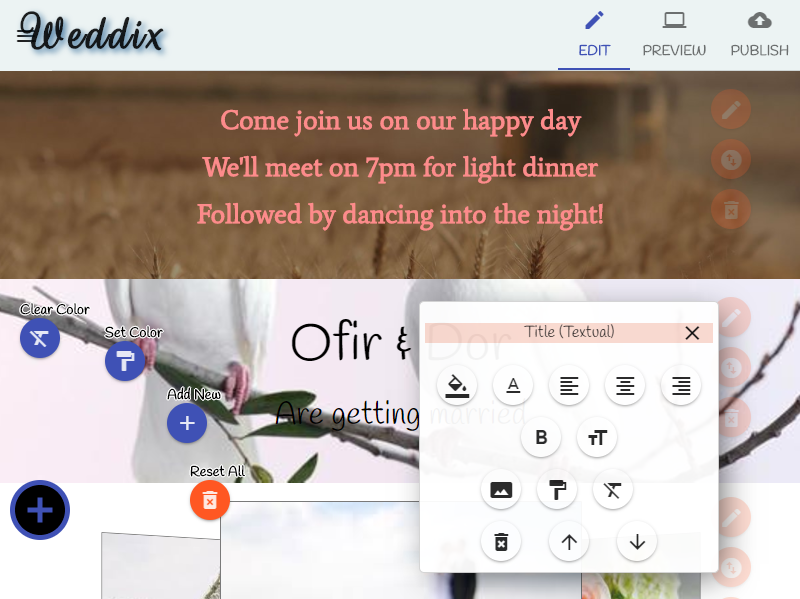 Weddix
EDIT
PREVIEW
PUBLISH
Come join us on our happy day
We'll meet on 7pm for light dinner
Followed by dancing into the night!
Clear Color
Set Color
Add New
Reset All
Ofir & Dor
Are getting married
Title (Textual)
A
B
TT